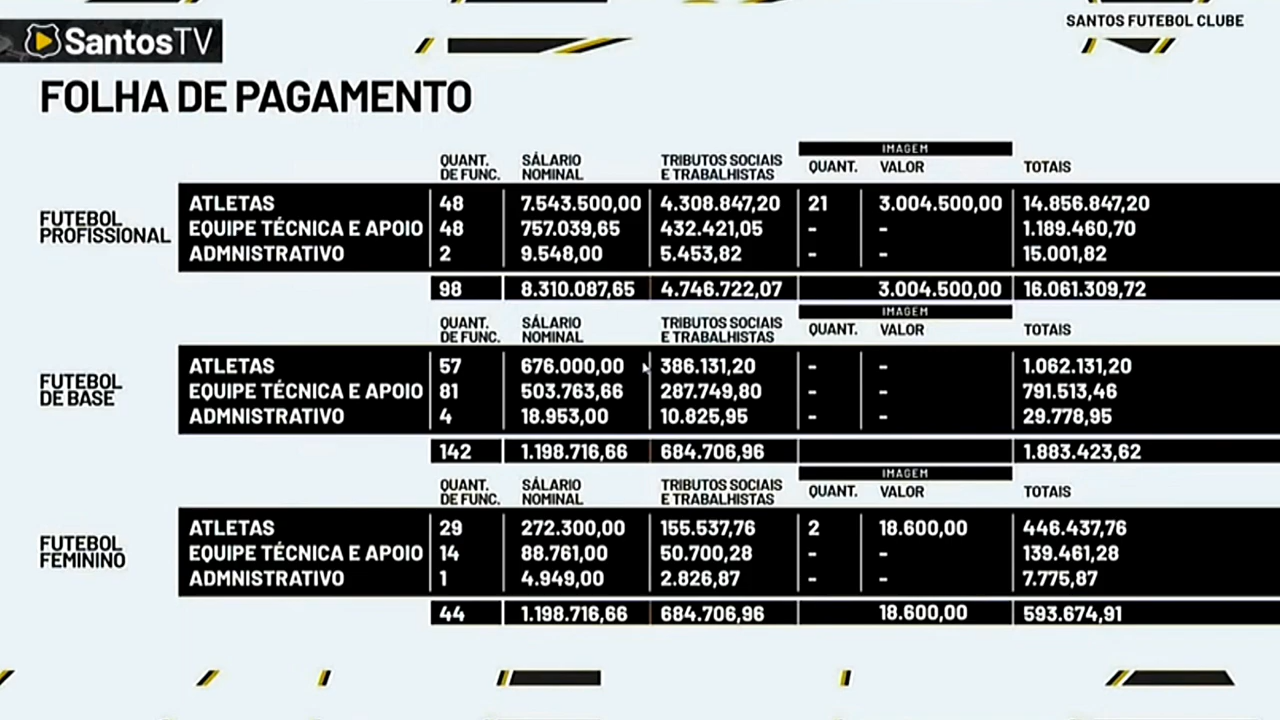 SANTOS FUTEBOL CLUBE
SantosTV
FOLHA DE PAGAMENTO
IMAGEM
QUANT. DE FUNC. SÁLARIO NOMINAL TRIBUTOS SOCIAIS E TRABALHISTAS QUANT. VALOR TOTAIS
FUTEBOL PROFISSIONAL
ATLETAS 48 7.543.500,00 4.308.847,20 21 3.004.500,00 14.856.847,20
EQUIPE TÉCNICA E APOIO 48 757.039,65 432.421,05 - - 1.189.460,70
ADMNISTRATIVO 2 9.548,00 5.453,82 - - 15.001,82
98 8.310.087,65 4.746.722,07 3.004.500,00 16.061.309,72
IMAGEM
QUANT. DE FUNC. SÁLARIO NOMINAL TRIBUTOS SOCIAIS E TRABALHISTAS QUANT. VALOR TOTAIS
FUTEBOL DE BASE
ATLETAS 57 676.000,00 386.131,20 - - 1.062.131,20
EQUIPE TÉCNICA E APOIO 81 503.763,66 287.749,80 - - 791.513,46
ADMNISTRATIVO 4 18.953,00 10.825,95 - - 29.778,95
142 1.198.716,66 684.706,96 1.883.423,62
IMAGEM
QUANT. DE FUNC. SÁLARIO NOMINAL TRIBUTOS SOCIAIS E TRABALHISTAS QUANT. VALOR TOTAIS
FUTEBOL FEMININO
ATLETAS 29 272.300,00 155.537,76 2 18.600,00 446.437,76
EQUIPE TÉCNICA E APOIO 14 88.761,00 50.700,28 - - 139.461,28
ADMNISTRATIVO 1 4.949,00 2.826,87 - - 7.775,87
44 1.198.716,66 684.706,96 18.600,00 593.674,91